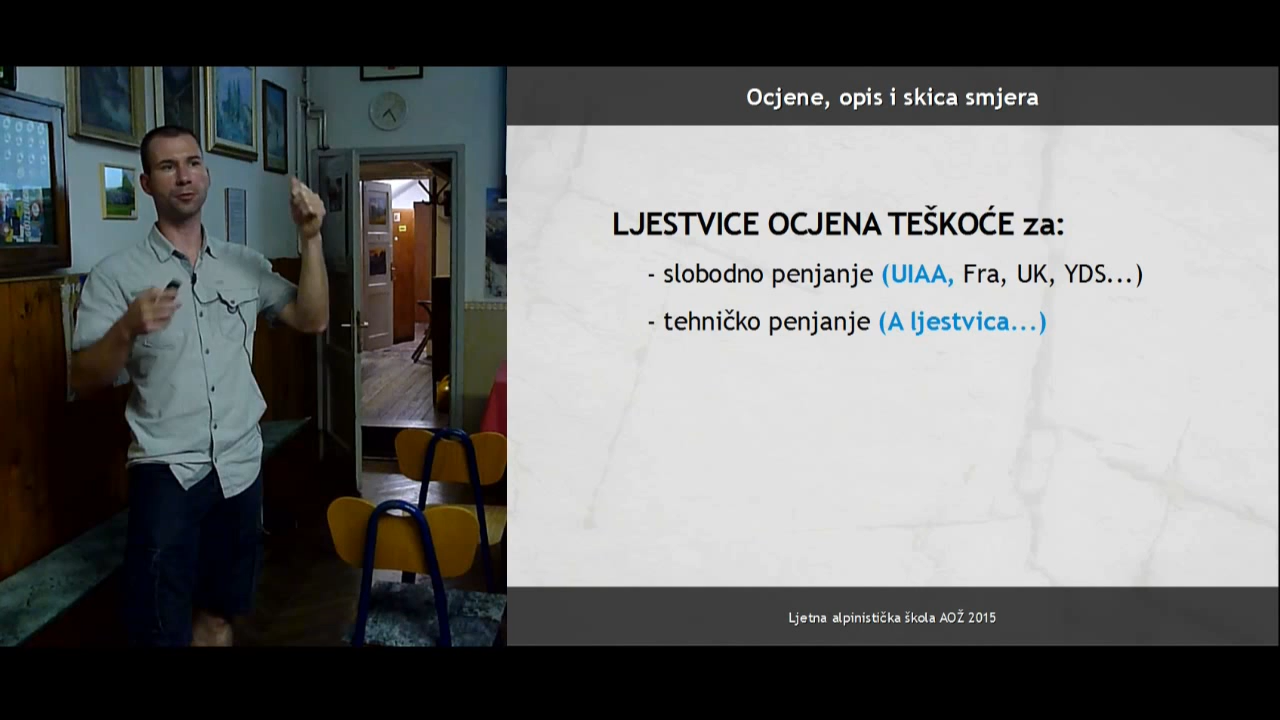 Ocjene, opis i skica smjera
LJESTVICE OCJENA TEŠKOĆE za:
- slobodno penjanje (UIAA, Fra, UK, YDS...)
- tehničko penjanje (A ljestvica...)
Ljetna alpinistička škola AOŽ 2015